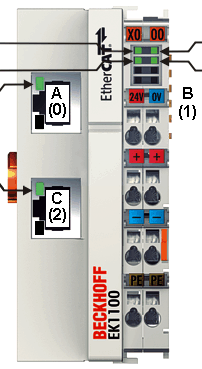 X0 00
EtherCAT
A
(0)
24V 0V
B
(1)
+ +
C
(2)
- -
PE PE
BECKHOFF
EK1100